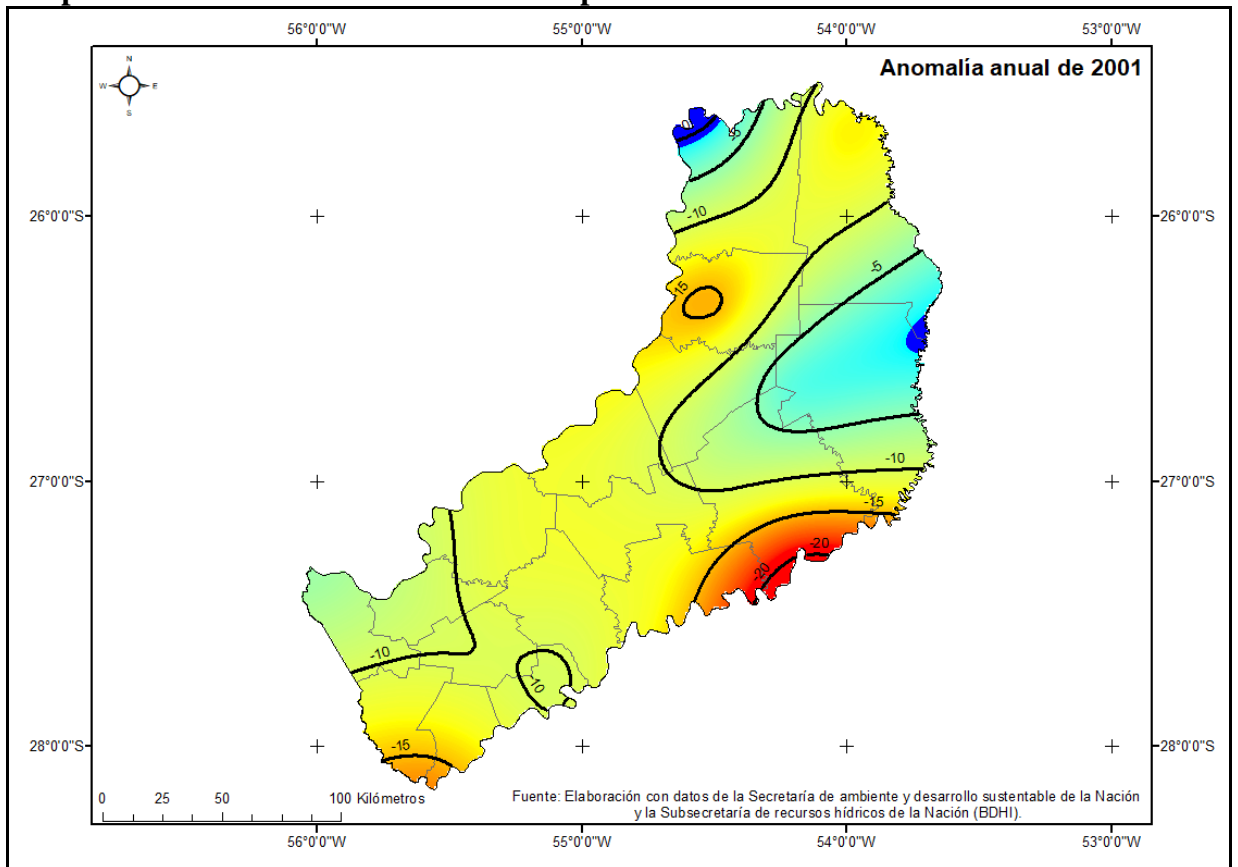 56°0'0"W 55°0'0"W 54°0'0"W 53°0'0"W
Anomalía anual de 2001
N
W E
S
0
-5
-10
26°0'0"S 26°0'0"S
-5
15
-10
27°0'0"S 27°0'0"S
-15
-20
-20
-10
-10
-15
28°0'0"S 28°0'0"S
0 25 50 100 Kilómetros
Fuente: Elaboración con datos de la Secretaría de ambiente y desarrollo sustentable de la Nación
y la Subsecretaría de recursos hídricos de la Nación (BDHI).
56°0'0"W 55°0'0"W 54°0'0"W 53°0'0"W